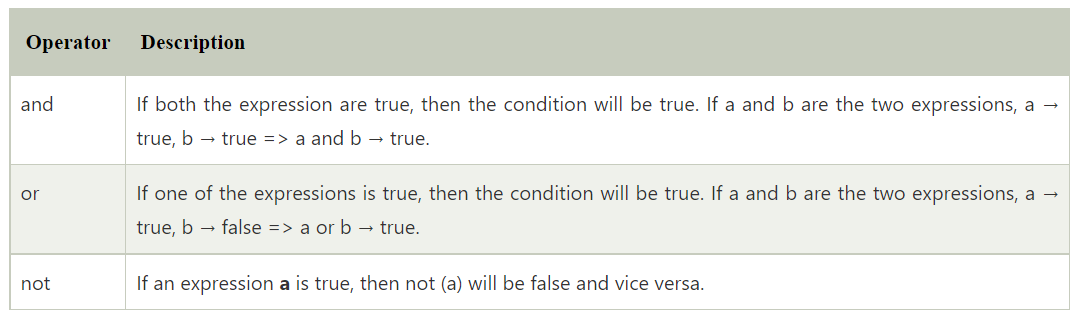 Operator Description
and If both the expression are true, then the condition will be true. If a and b are the two expressions, a →
true, b → true => a and b → true.
or If one of the expressions is true, then the condition will be true. If a and b are the two expressions, a →
true, b → false => a or b → true.
not If an expression a is true, then not (a) will be false and vice versa.